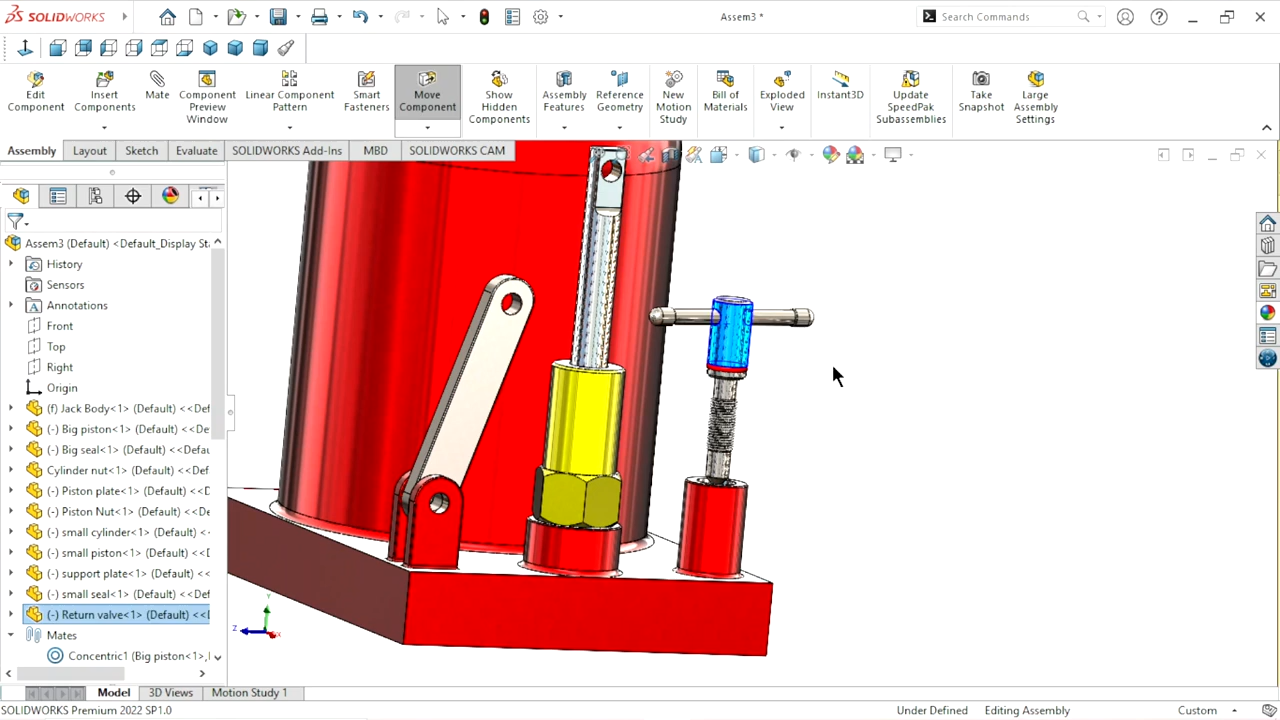 SOLIDWORKS
Assem3 *
Search Commands
Edit Component
Insert Components
Mate
Component Preview Window
Linear Component Pattern
Smart Fasteners
Move Component
Show Hidden Components
Assembly Features
Reference Geometry
New Motion Study
Bill of Materials
Exploded View
Instant3D
Update SpeedPak Subassemblies
Take Snapshot
Large Assembly Settings
Assembly
Layout
Sketch
Evaluate
SOLIDWORKS Add-Ins
MBD
SOLIDWORKS CAM
Assem3 (Default) <Default_Display Sta
History
Sensors
Annotations
Front
Top
Right
Origin
(f) Jack Body<1> (Default) <<Def
(-) Big piston<1> (Default) <<De
(-) Big seal<1> (Default) <<Defau
Cylinder nut<1> (Default) <<Def
(-) Piston plate<1> (Default) <<D
(-) Piston Nut<1> (Default) <<D
(-) small cylinder<1> (Default) <
(-) small piston<1> (Default) <<D
(-) support plate<1> (Default) <
(-) small seal<1> (Default) <<De
(-) Return valve<1> (Default) <<D
Mates
Concentric1 (Big piston<1>,
Y
Z
X
Model
3D Views
Motion Study 1
SOLIDWORKS Premium 2022 SP1.0
Under Defined
Editing Assembly
Custom